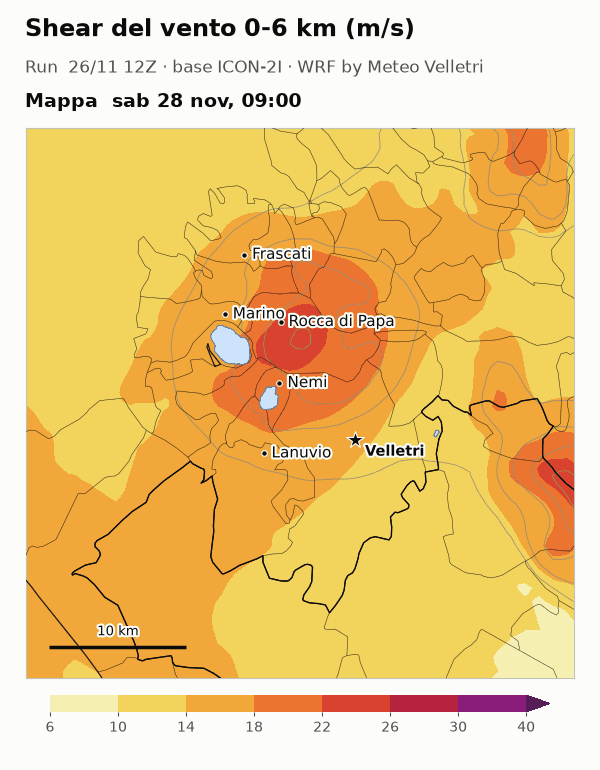 Shear del vento 0-6 km (m/s)
Run  26/11 12Z · base ICON-2I · WRF by Meteo Velletri
Mappa  sab 28 nov, 09:00
Frascati
Marino
Rocca di Papa
Nemi
Velletri
Lanuvio
10 km
6 10 14 18 22 26 30 40